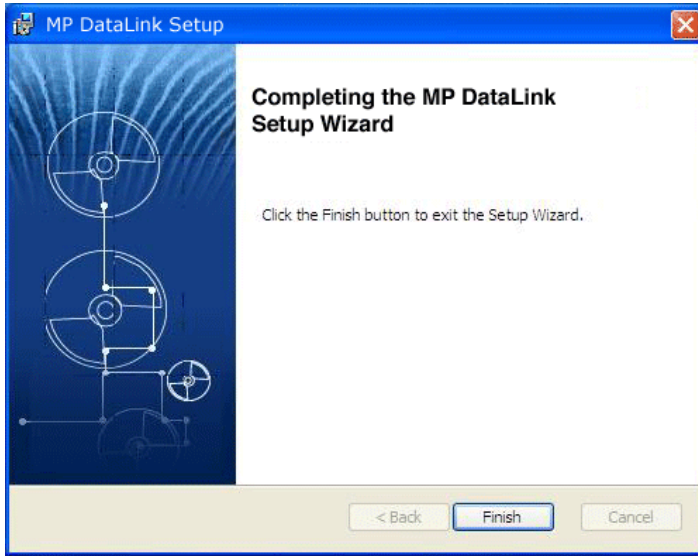 MP DataLink Setup
Completing the MP DataLink
Setup Wizard
Click the Finish button to exit the Setup Wizard.
< Back
Finish
Cancel